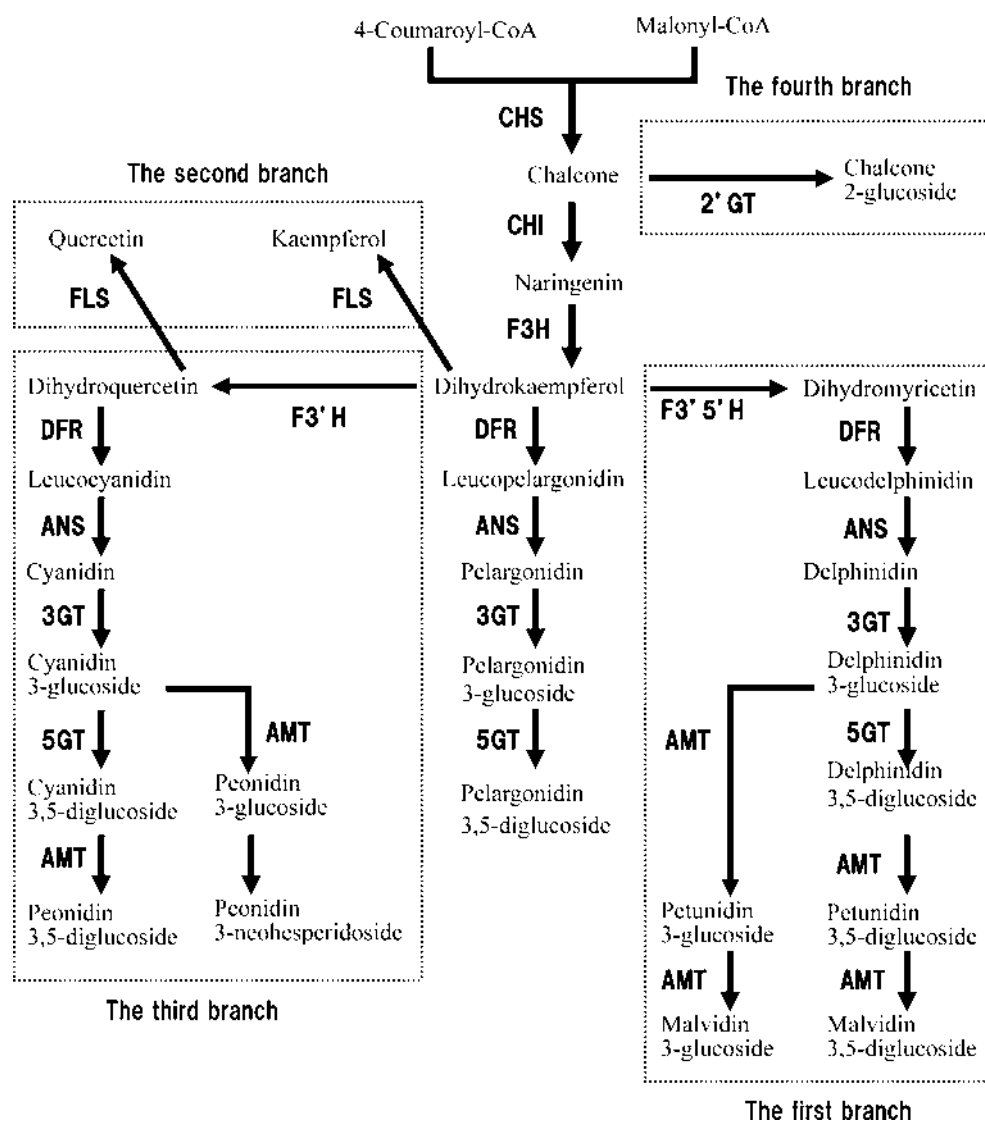 4-Coumaroyl-CoA
Malonyl-CoA
The fourth branch
CHS
Chalcone
2' GT
Chalcone
2-glucoside
The second branch
CHI
Quercetin
Kaempferol
FLS
FLS
Naringenin
F3H
Dihydroquercetin
F3' H
Dihydrokaempferol
F3' 5' H
Dihydromyricetin
DFR
DFR
DFR
Leucocyanidin
Leucopelargonidin
Leucodelphinidin
ANS
ANS
ANS
Cyanidin
Pelargonidin
Delphinidin
3GT
3GT
3GT
Cyanidin
3-glucoside
Pelargonidin
3-glucoside
Delphinidin
3-glucoside
5GT
AMT
5GT
AMT
5GT
Cyanidin
3,5-diglucoside
Peonidin
3-glucoside
Pelargonidin
3,5-diglucoside
Delphinidin
3,5-diglucoside
AMT
AMT
Peonidin
3,5-diglucoside
Peonidin
3-neohesperidoside
Petunidin
3-glucoside
Petunidin
3,5-diglucoside
AMT
AMT
The third branch
Malvidin
3-glucoside
Malvidin
3,5-diglucoside
The first branch